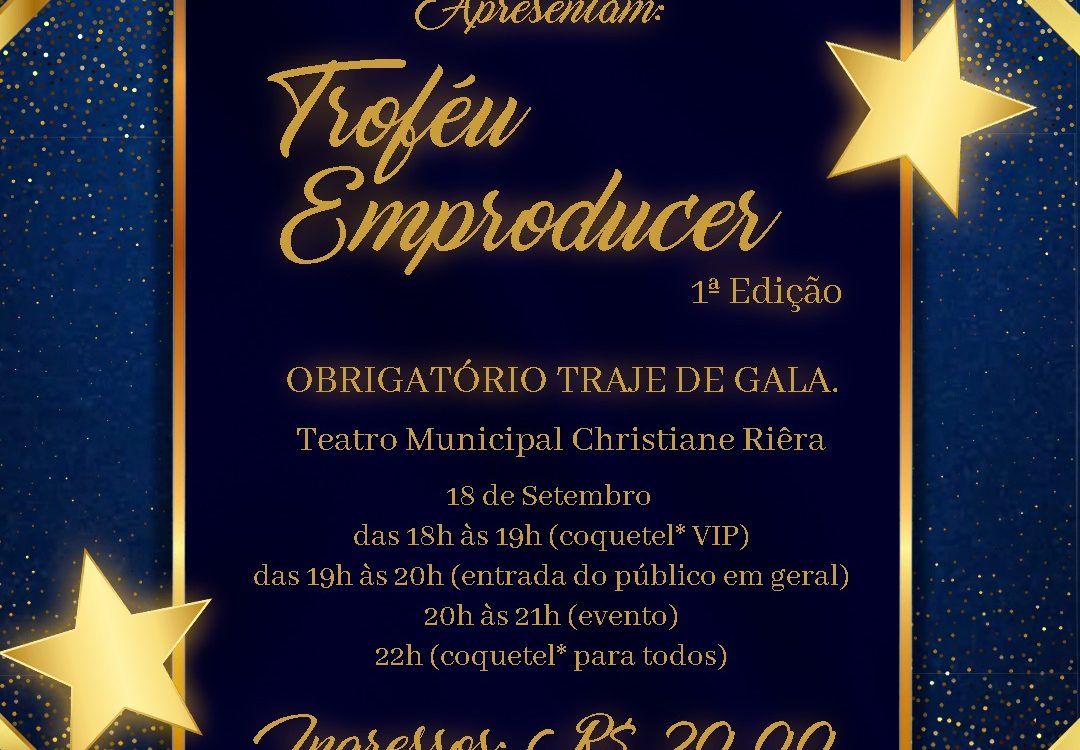 Apresentam:
Troféu
Emproducer
1ª Edição
OBRIGATÓRIO TRAJE DE GALA.
Teatro Municipal Christiane Riêra
18 de Setembro
das 18h às 19h (coquetel* VIP)
das 19h às 20h (entrada do público em geral)
20h às 21h (evento)
22h (coquetel* para todos)
Ingressos: R$